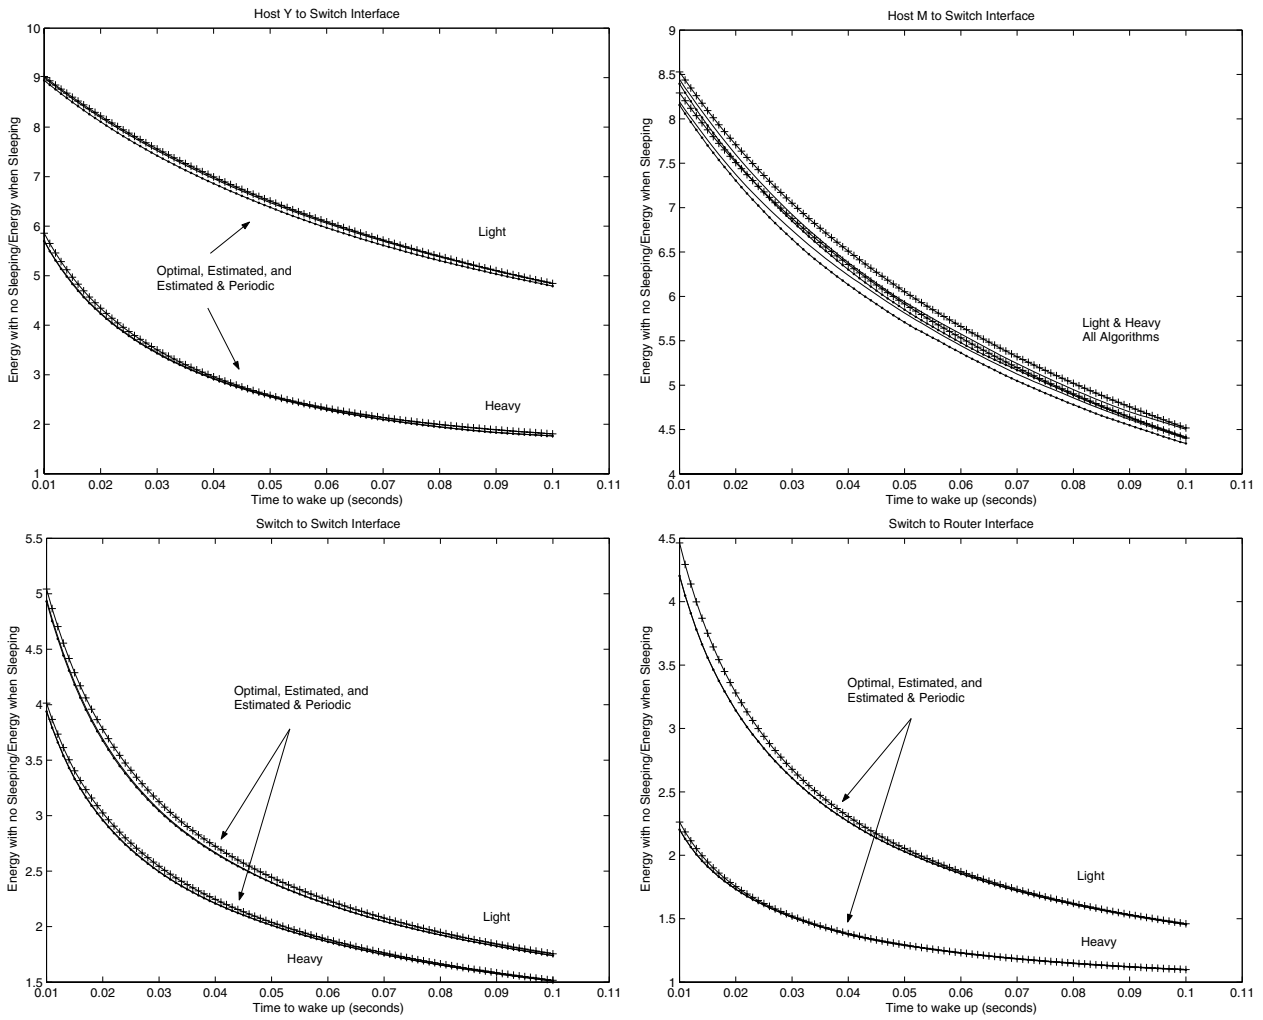 Host Y to Switch Interface
Energy with no Sleeping/Energy when Sleeping
10
9
8
7
6
5
4
3
2
1
Light
Optimal, Estimated, and
Estimated & Periodic
Heavy
0.01 0.02 0.03 0.04 0.05 0.06 0.07 0.08 0.09 0.1 0.11
Time to wake up (seconds)
Host M to Switch Interface
Energy with no Sleeping/Energy when Sleeping
9
8.5
8
7.5
7
6.5
6
5.5
5
4.5
4
Light & Heavy
All Algorithms
0.01 0.02 0.03 0.04 0.05 0.06 0.07 0.08 0.09 0.1 0.11
Time to wake up (seconds)
Switch to Switch Interface
Energy with no Sleeping/Energy when Sleeping
5.5
5
4.5
4
3.5
3
2.5
2
1.5
Optimal, Estimated, and
Estimated & Periodic
Light
Heavy
0.01 0.02 0.03 0.04 0.05 0.06 0.07 0.08 0.09 0.1 0.11
Time to wake up (seconds)
Switch to Router Interface
Energy with no Sleeping/Energy when Sleeping
4.5
4
3.5
3
2.5
2
1.5
1
Optimal, Estimated, and
Estimated & Periodic
Light
Heavy
0.01 0.02 0.03 0.04 0.05 0.06 0.07 0.08 0.09 0.1 0.11
Time to wake up (seconds)